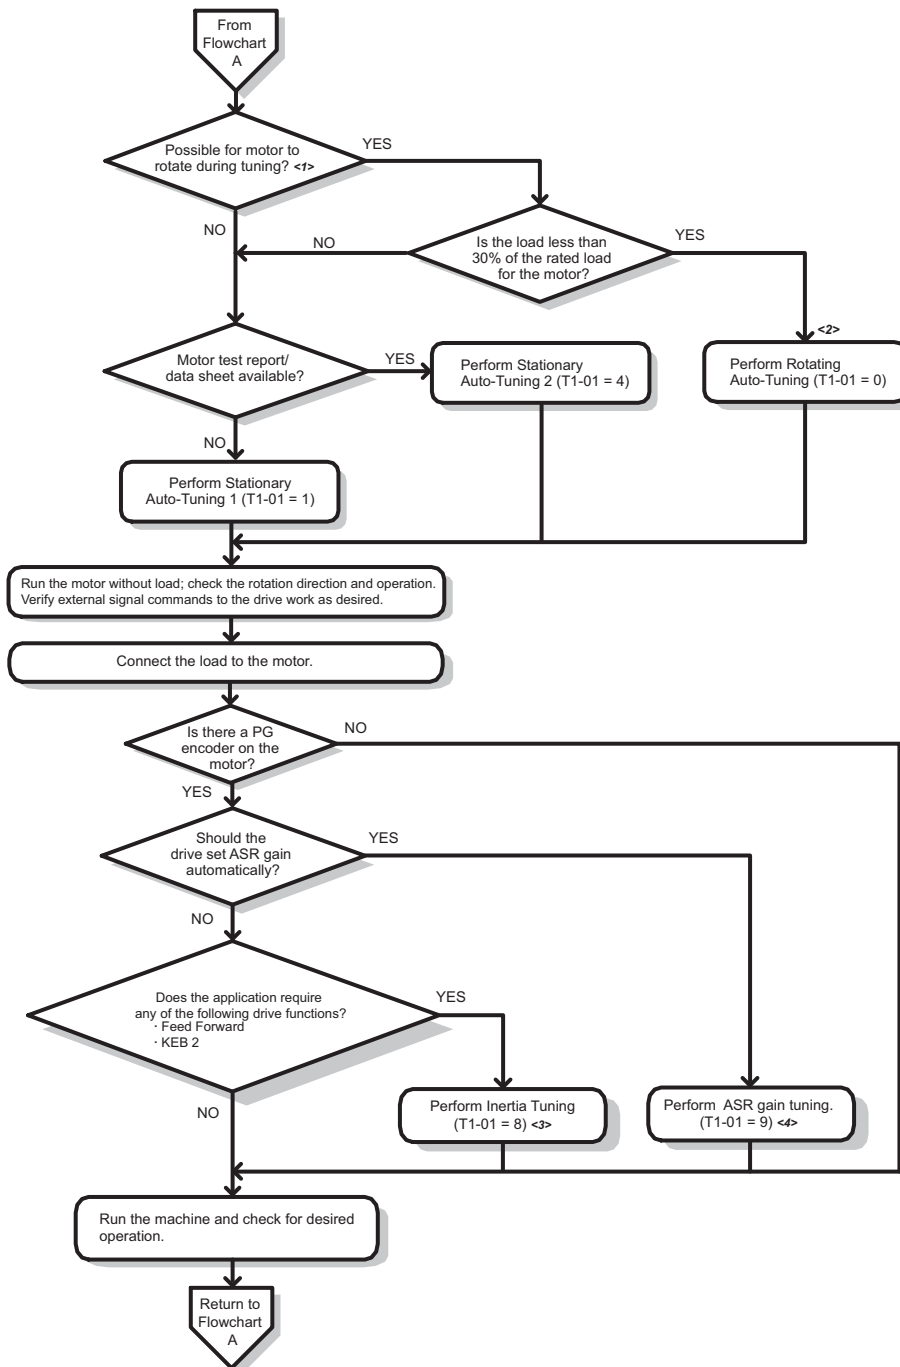 From
Flowchart
A
Possible for motor to
rotate during tuning? <1>
YES
NO
Is the load less than
30% of the rated load
for the motor?
NO
YES
<2>
Motor test report/
data sheet available?
YES
Perform Stationary
Auto-Tuning 2 (T1-01 = 4)
Perform Rotating
Auto-Tuning (T1-01 = 0)
NO
Perform Stationary
Auto-Tuning 1 (T1-01 = 1)
Run the motor without load; check the rotation direction and operation.
Verify external signal commands to the drive work as desired.
Connect the load to the motor.
Is there a PG
encoder on the
motor?
NO
YES
Should the
drive set ASR gain
automatically?
YES
NO
Does the application require
any of the following drive functions?
· Feed Forward
· KEB 2
YES
NO
Perform Inertia Tuning
(T1-01 = 8) <3>
Perform ASR gain tuning.
(T1-01 = 9) <4>
Run the machine and check for desired
operation.
Return to
Flowchart
A